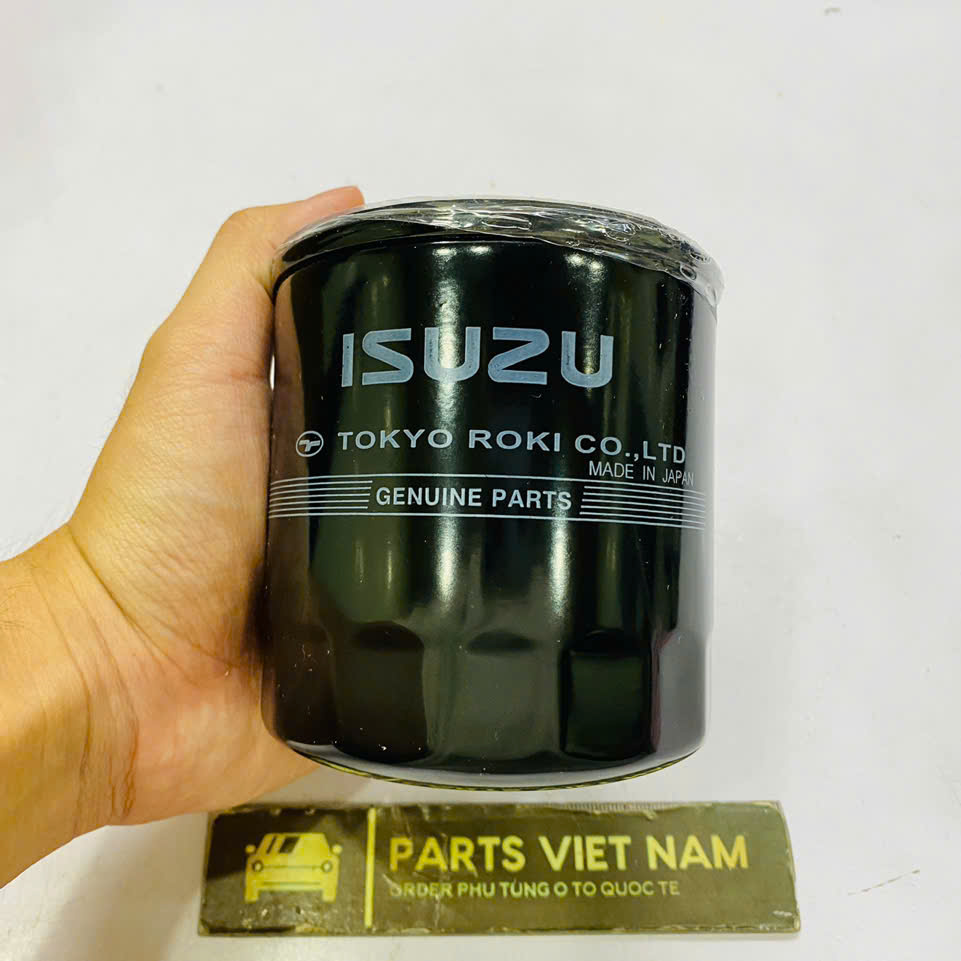 ISUZU
TOKYO ROKI CO.,LTD
MADE IN JAPAN
GENUINE PARTS
PARTS VIET NAM
ORDER PHU TUNG O TO QUOC TE